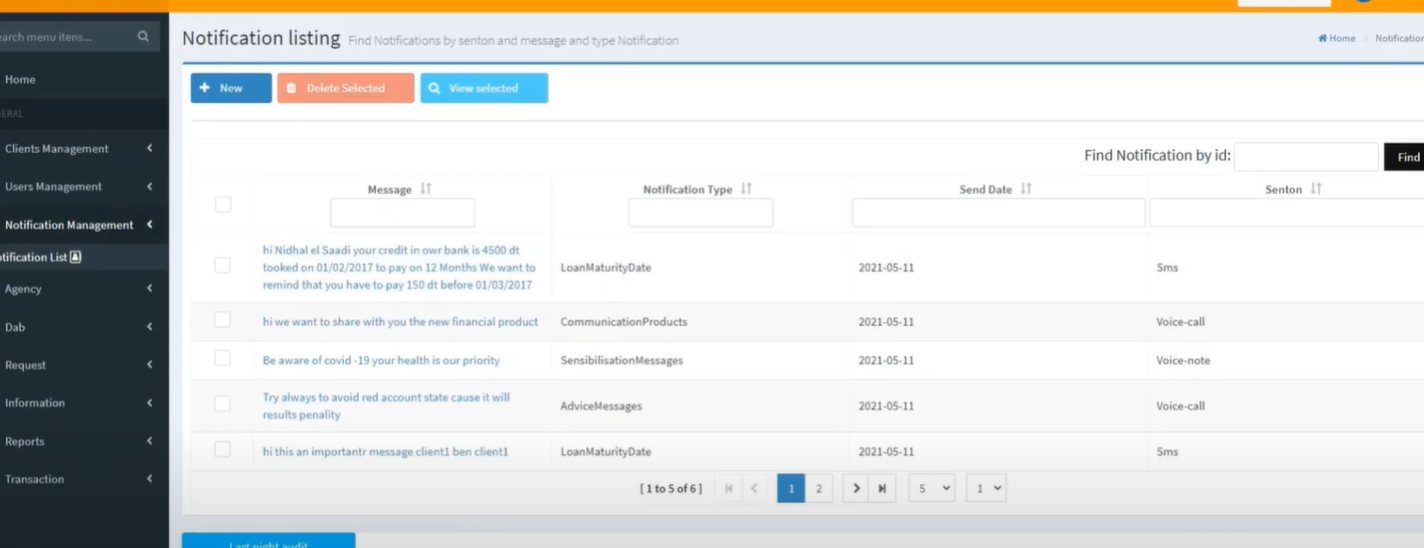 earch menu itens...
Notification listing Find Notifications by senton and message and type Notification
Home Notification
Home
New Delete Selected View selected
ERAL
Clients Management
Find Notification by id: Find
Users Management
Message Notification Type Send Date Senton
Notification Management
tification List
hi Nidhal el Saadi your credit in owr bank is 4500 dt
tooked on 01/02/2017 to pay on 12 Months We want to
remind that you have to pay 150 dt before 01/03/2017
LoanMaturityDate 2021-05-11 Sms
Agency
hi we want to share with you the new financial product CommunicationProducts 2021-05-11 Voice-call
Dab
Be aware of covid -19 your health is our priority SensibilisationMessages 2021-05-11 Voice-note
Request
Try always to avoid red account state cause it will
results penality
AdviceMessages 2021-05-11 Voice-call
Information
Reports
hi this an importantr message client1 ben client1 LoanMaturityDate 2021-05-11 Sms
Transaction
[1 to 5 of 6] 1 2 5 1
Last night audit